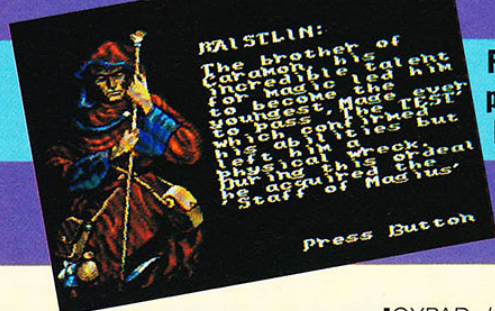 RAISTLIN:
The brother of
Caramon, his
incredible talent
for magic led him
to become the
youngest Mage ever
to pass the TEST
which confirmed
his abilities but
left him a
physical wreck.
During this ordeal
he acquired the
'Staff of Magius'
Press Button
JOYPAD